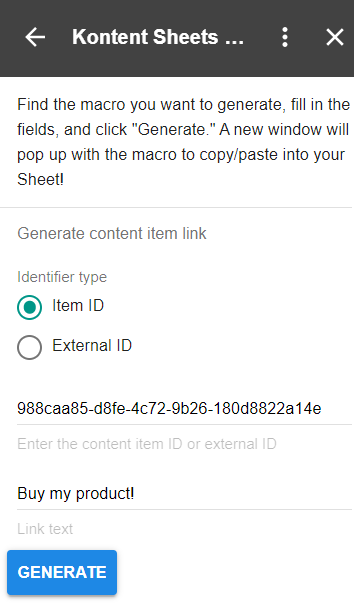 Kontent Sheets ...
Find the macro you want to generate, fill in the
fields, and click "Generate." A new window will
pop up with the macro to copy/paste into your
Sheet!
Generate content item link
Identifier type
Item ID
External ID
988caa85-d8fe-4c72-9b26-180d8822a14e
Enter the content item ID or external ID
Buy my product!
Link text
GENERATE